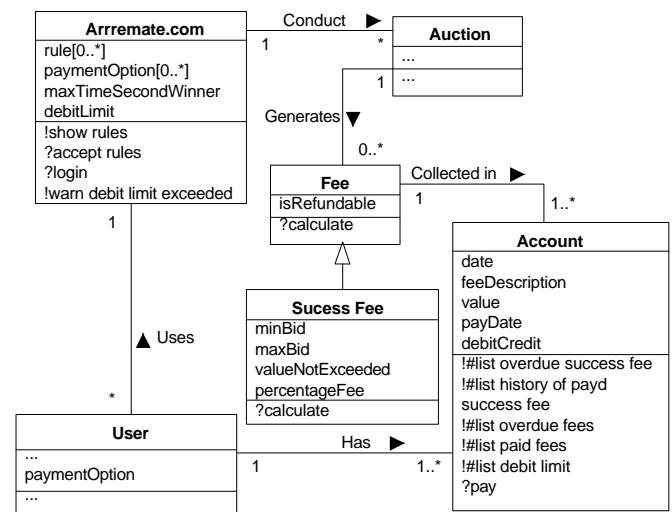 Arrremate.com
rule[0..*]
paymentOption[0..*]
maxTimeSecondWinner
debitLimit
!show rules
?accept rules
?login
!warn debit limit exceeded
Conduct ▶
1
*
Auction
...
...
1
Generates ▼
0..*
Fee
isRefundable
?calculate
Collected in ▶
1
1..*
Account
date
feeDescription
value
payDate
debitCredit
!#list overdue success fee
!#list history of payd
success fee
!#list overdue fees
!#list paid fees
!#list debit limit
?pay
Sucess Fee
minBid
maxBid
valueNotExceeded
percentageFee
?calculate
1
▲ Uses
*
User
...
paymentOption
...
Has ▶
1
1..*